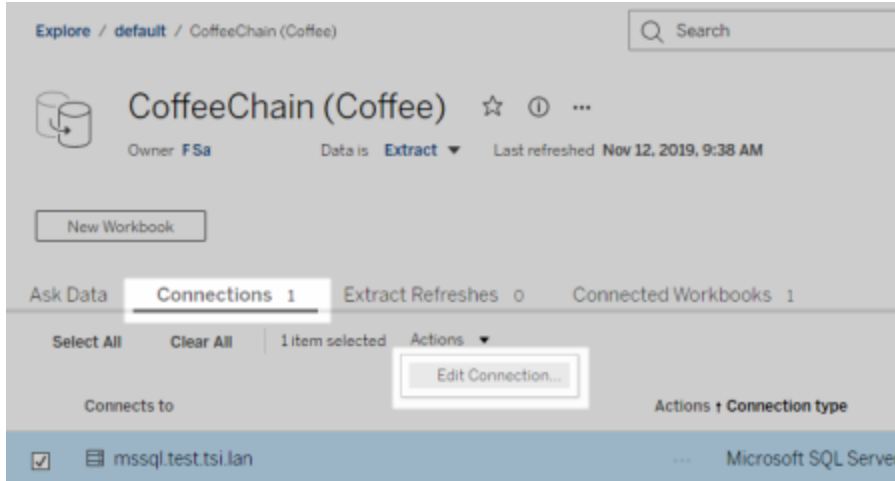 Explore / default / CoffeeChain (Coffee)
Search
CoffeeChain (Coffee)
Owner FSa Data is Extract Last refreshed Nov 12, 2019, 9:38 AM
New Workbook
Ask Data Connections 1 Extract Refreshes 0 Connected Workbooks 1
Select All Clear All 1 item selected Actions
Edit Connection...
Connects to Actions ↑ Connection type
mssql.test.tsi.lan ... Microsoft SQL Server